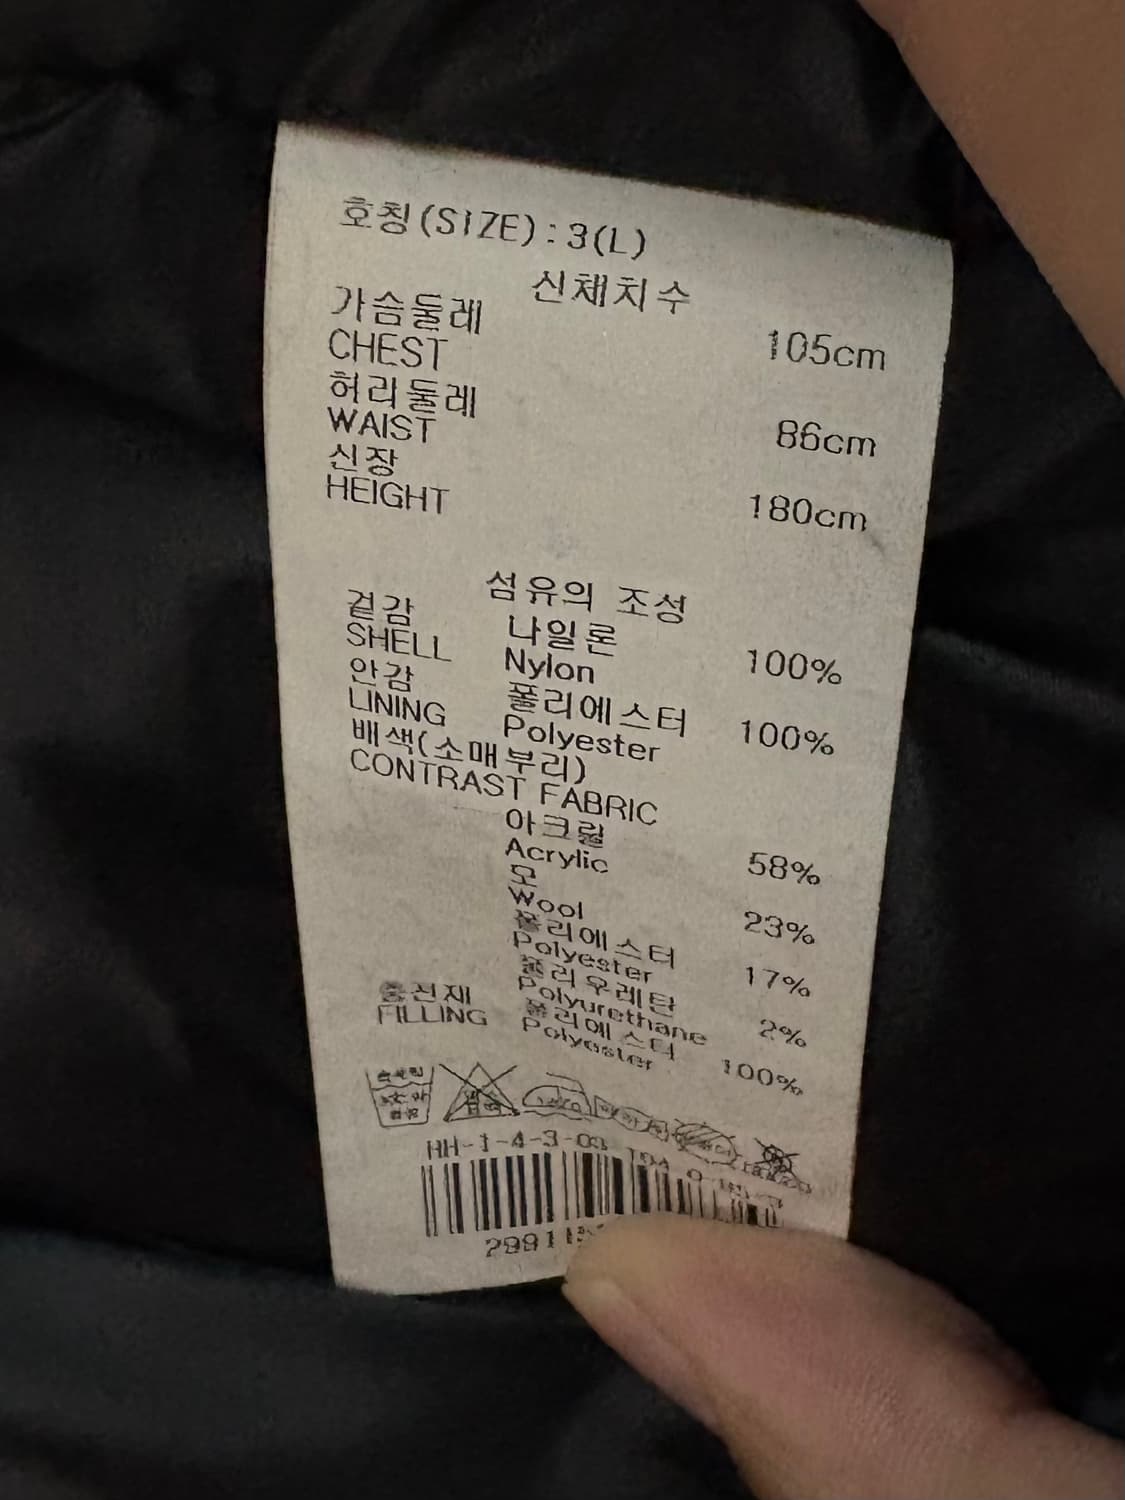 호칭(SIZE):3(L)
신체치수
가슴둘레
CHEST 105cm
허리둘레
WAIST 86cm
신장
HEIGHT 180cm
섬유의 조성
겉감 나일론
SHELL Nylon 100%
안감 폴리에스터
LINING Polyester 100%
배색(소매부리)
CONTRAST FABRIC
아크릴
Acrylic 58%
모
Wool 23%
폴리에스터
Polyester 17%
폴리우레탄
Polyurethane 2%
충전재 폴리에스터
FILLING Polyester 100%
HH-1-4-3-03